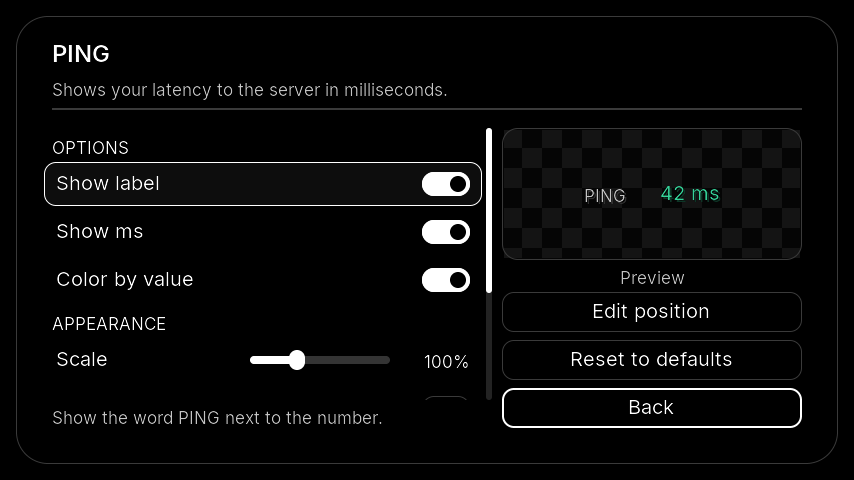 PING
Shows your latency to the server in milliseconds.
OPTIONS
Show label
Show ms
Color by value
APPEARANCE
Scale 100%
Show the word PING next to the number.
PING 42 ms
Preview
Edit position
Reset to defaults
Back